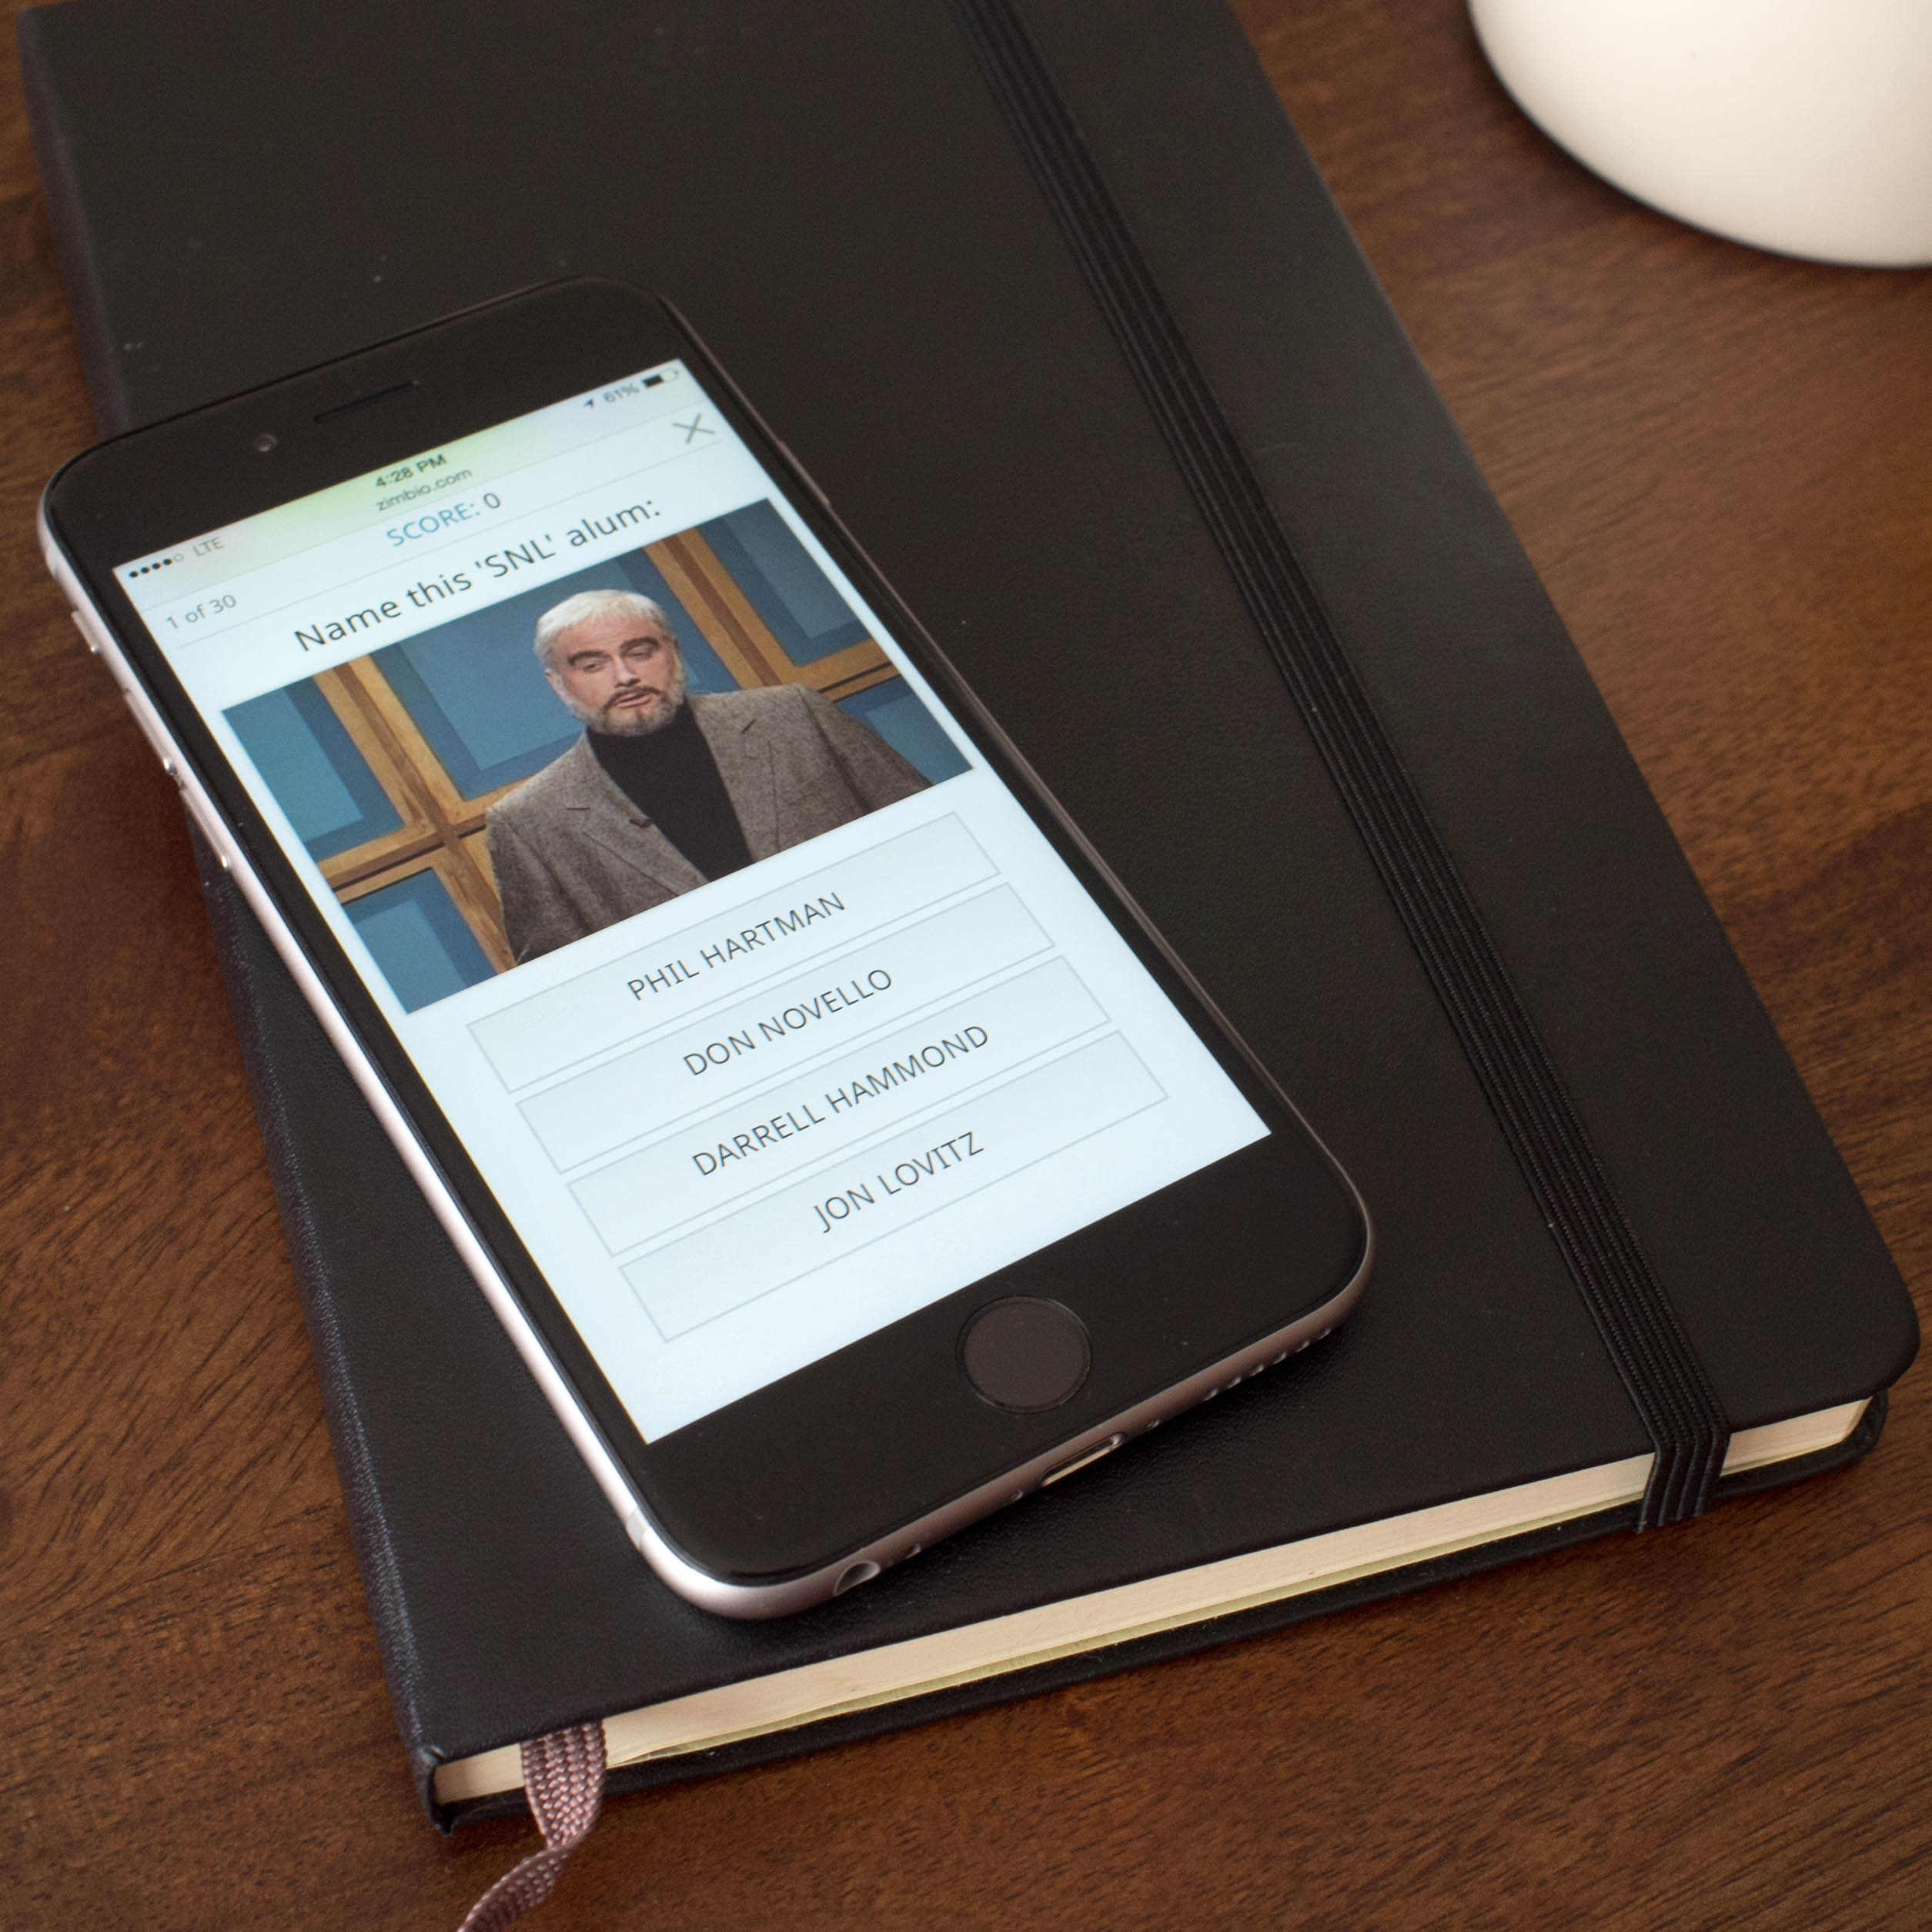 LTE
4:28 PM
61%
zimbio.com
1 of 30
SCORE: 0
Name this 'SNL' alum:
PHIL HARTMAN
DON NOVELLO
DARRELL HAMMOND
JON LOVITZ